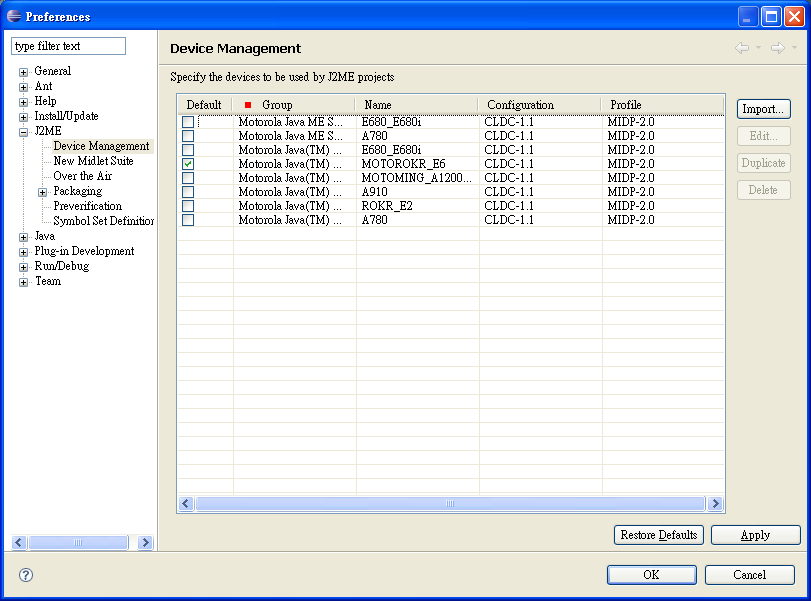 Preferences
type filter text
General
Ant
Help
Install/Update
J2ME
Device Management
New Midlet Suite
Over the Air
Packaging
Preverification
Symbol Set Definition
Java
Plug-in Development
Run/Debug
Team
Device Management
Specify the devices to be used by J2ME projects
Default Group Name Configuration Profile
Motorola Java ME S... E680_E680i CLDC-1.1 MIDP-2.0
Motorola Java ME S... A780 CLDC-1.1 MIDP-2.0
Motorola Java(TM) ... E680_E680i CLDC-1.1 MIDP-2.0
Motorola Java(TM) ... MOTOROKR_E6 CLDC-1.1 MIDP-2.0
Motorola Java(TM) ... MOTOMING_A1200... CLDC-1.1 MIDP-2.0
Motorola Java(TM) ... A910 CLDC-1.1 MIDP-2.0
Motorola Java(TM) ... ROKR_E2 CLDC-1.1 MIDP-2.0
Motorola Java(TM) ... A780 CLDC-1.1 MIDP-2.0
Import...
Edit...
Duplicate
Delete
Restore Defaults
Apply
OK
Cancel